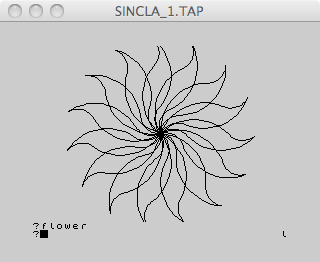 SINCLA_1.TAP
?flower
?
L